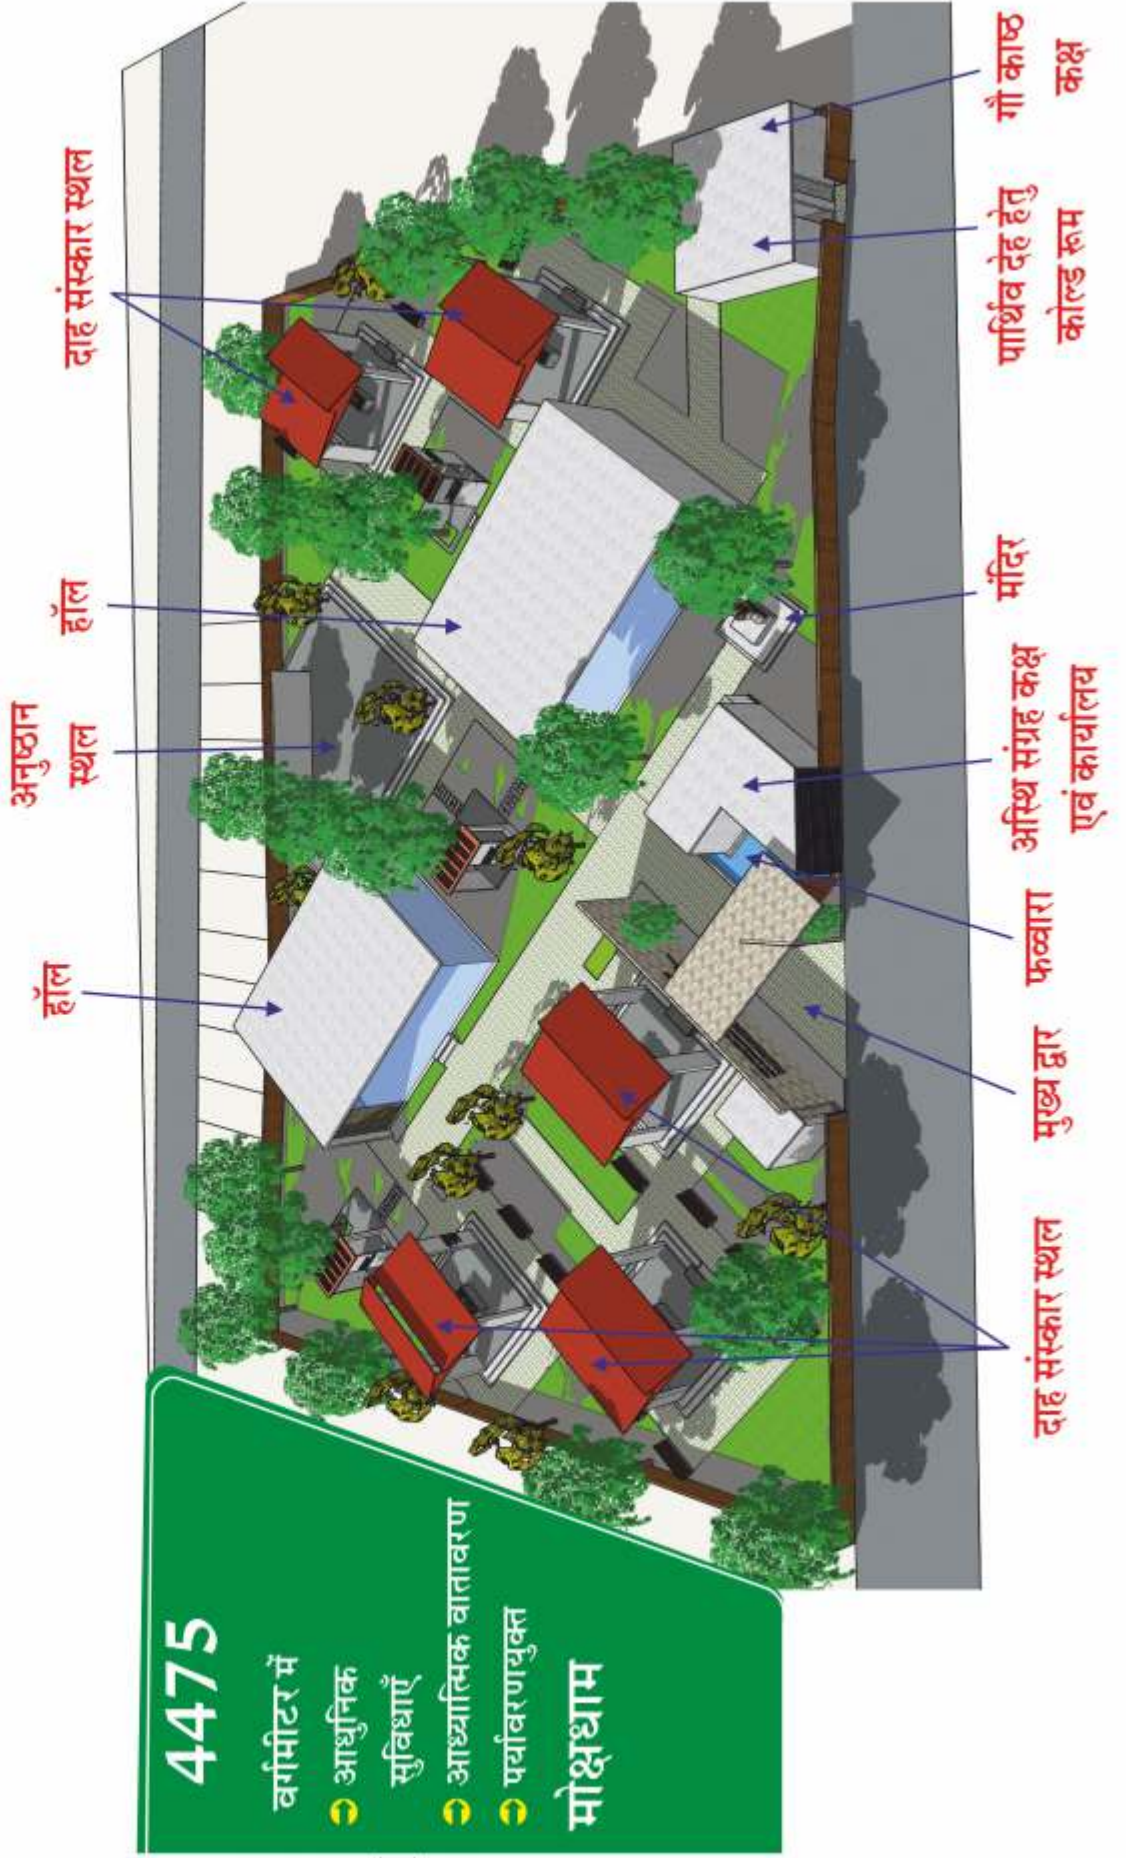 4475
वर्गमीटर में
आधुनिक
सुविधाएँ
आध्यात्मिक वातावरण
पर्यावरणयुक्त
मोक्षधाम
हॉल
अनुष्ठान
स्थल
हॉल
दाह संस्कार स्थल
दाह संस्कार स्थल
मुख्य द्वार
फव्वारा
अस्थि संग्रह कक्ष
एवं कार्यालय
मंदिर
पार्थिव देह हेतु
कोल्ड रूम
गौ काष्ठ
कक्ष